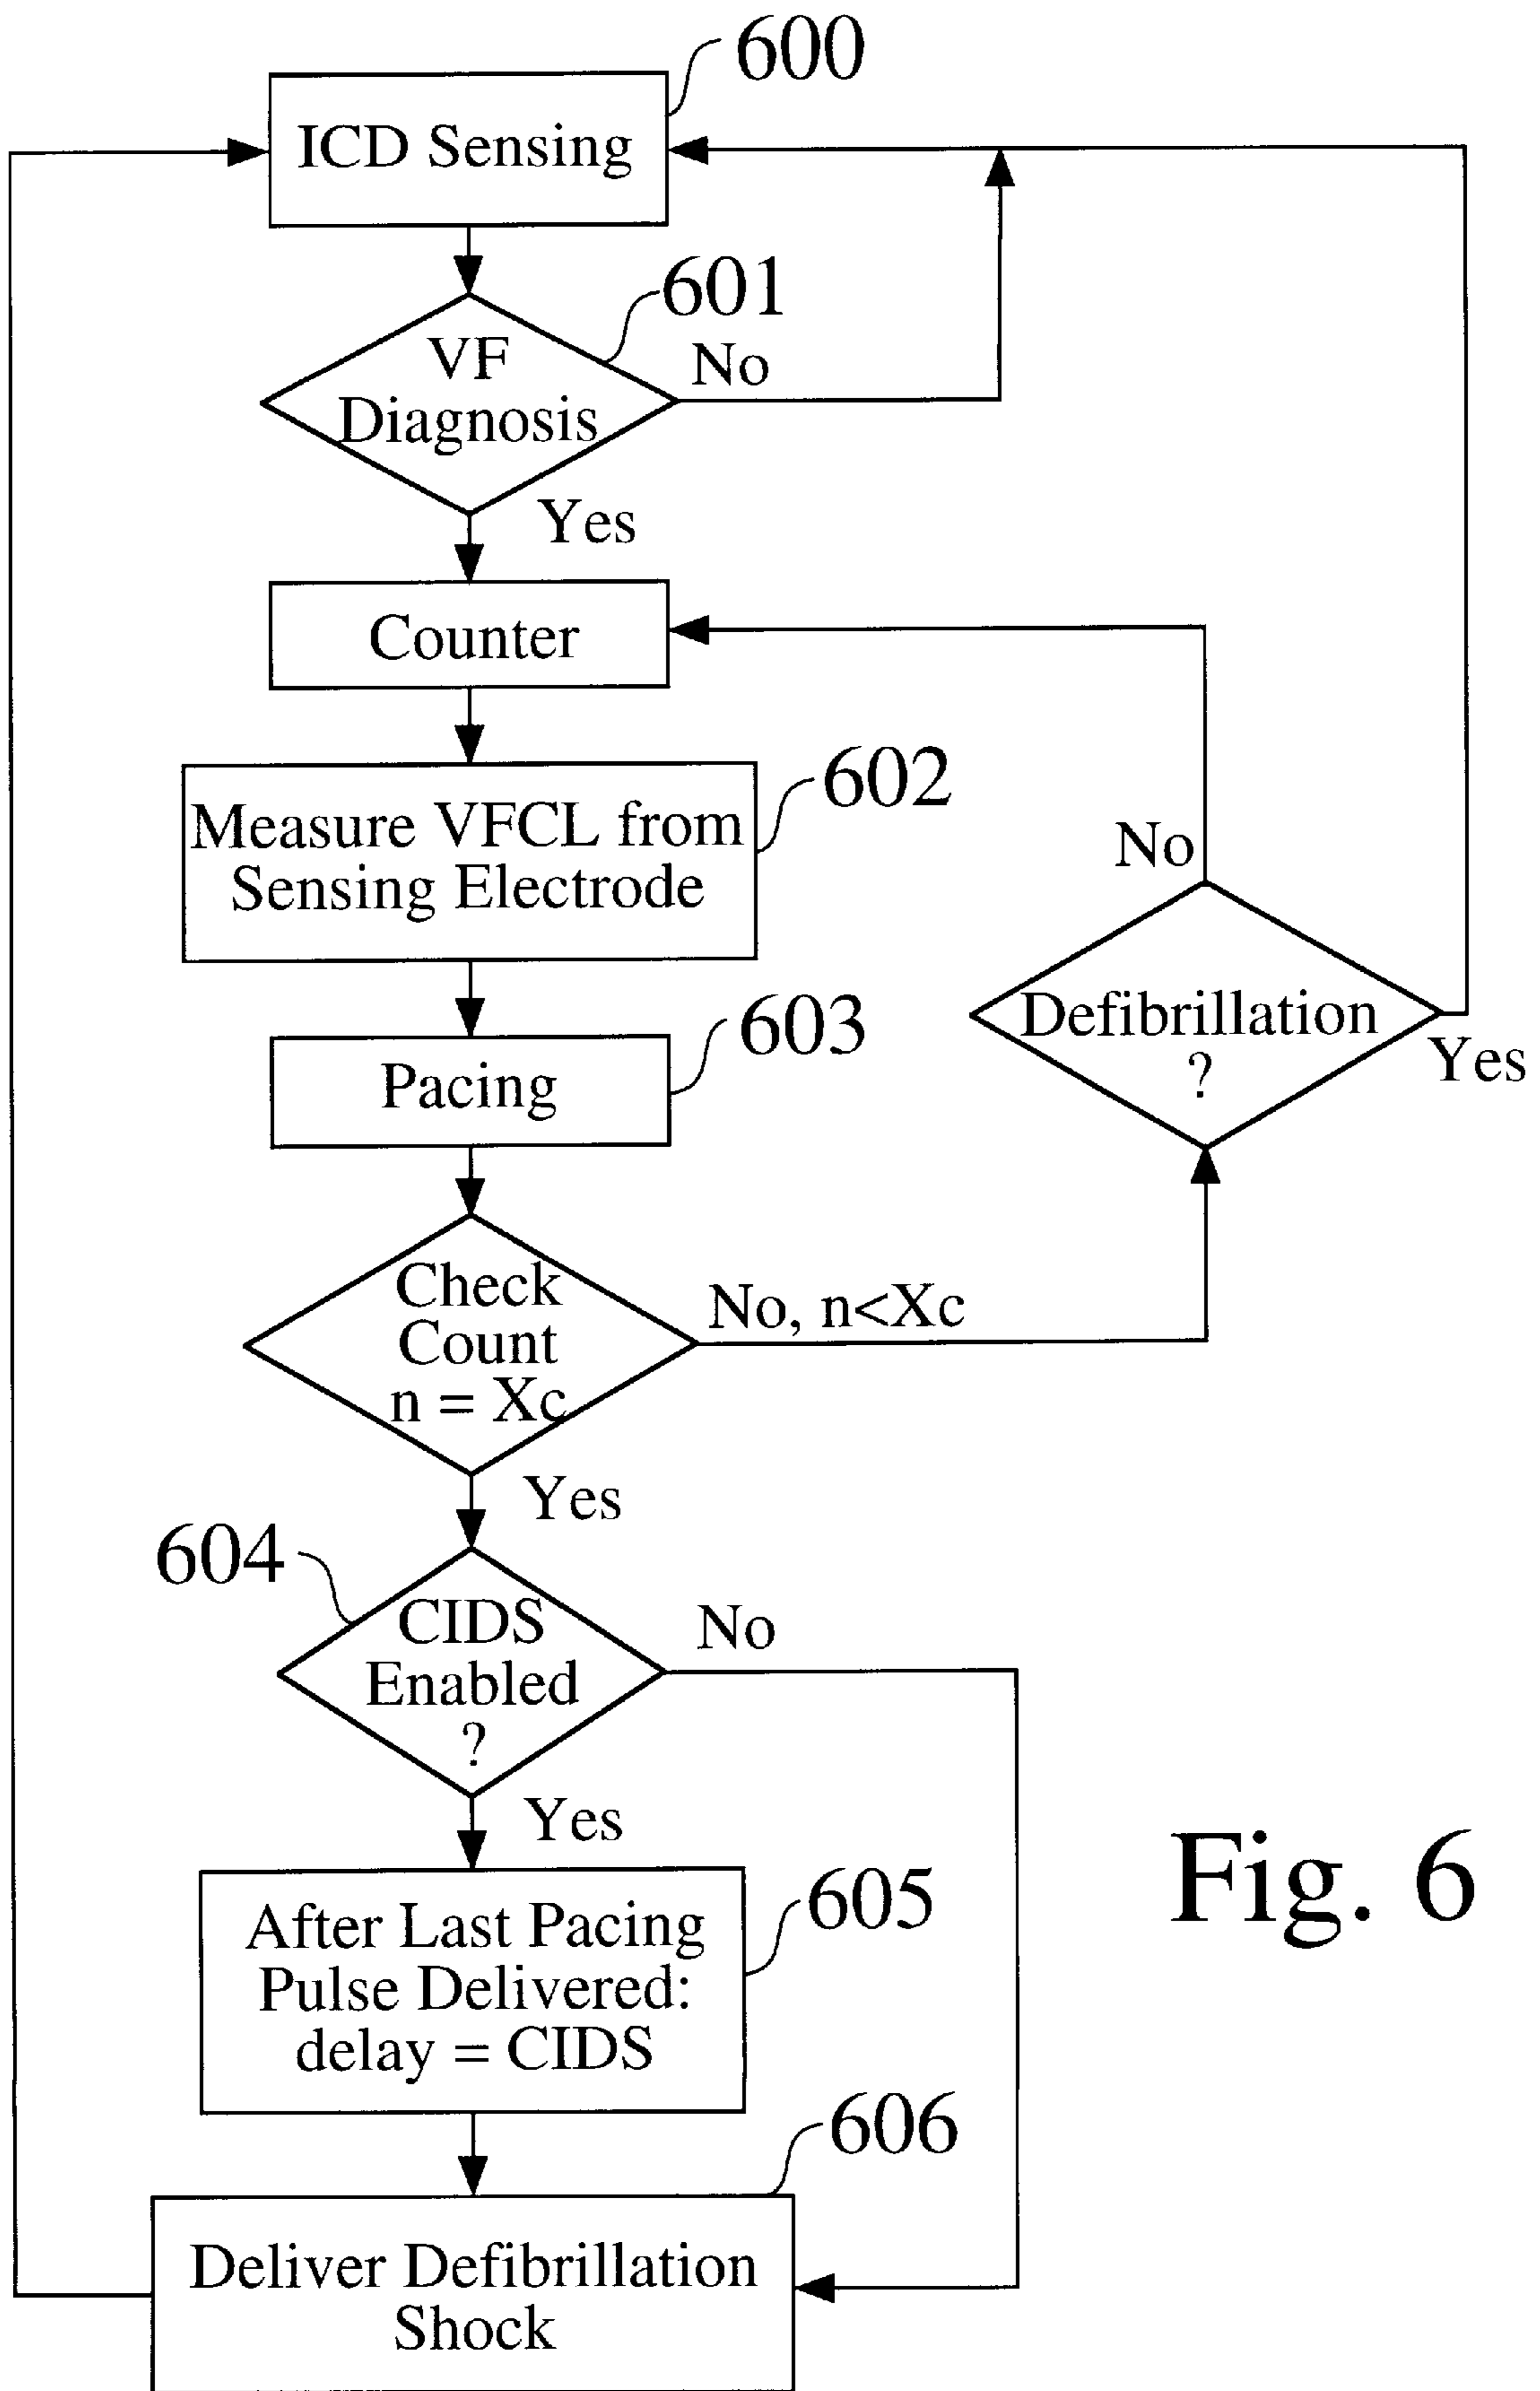 600
ICD Sensing
601
VF
Diagnosis
No
Yes
Counter
602
Measure VFCL from
Sensing Electrode
No
603
Pacing
Defibrillation
?
Yes
Check
Count
n = Xc
No, n<Xc
Yes
604
CIDS
Enabled
?
No
Yes
605
After Last Pacing
Pulse Delivered:
delay = CIDS
Fig. 6
606
Deliver Defibrillation
Shock